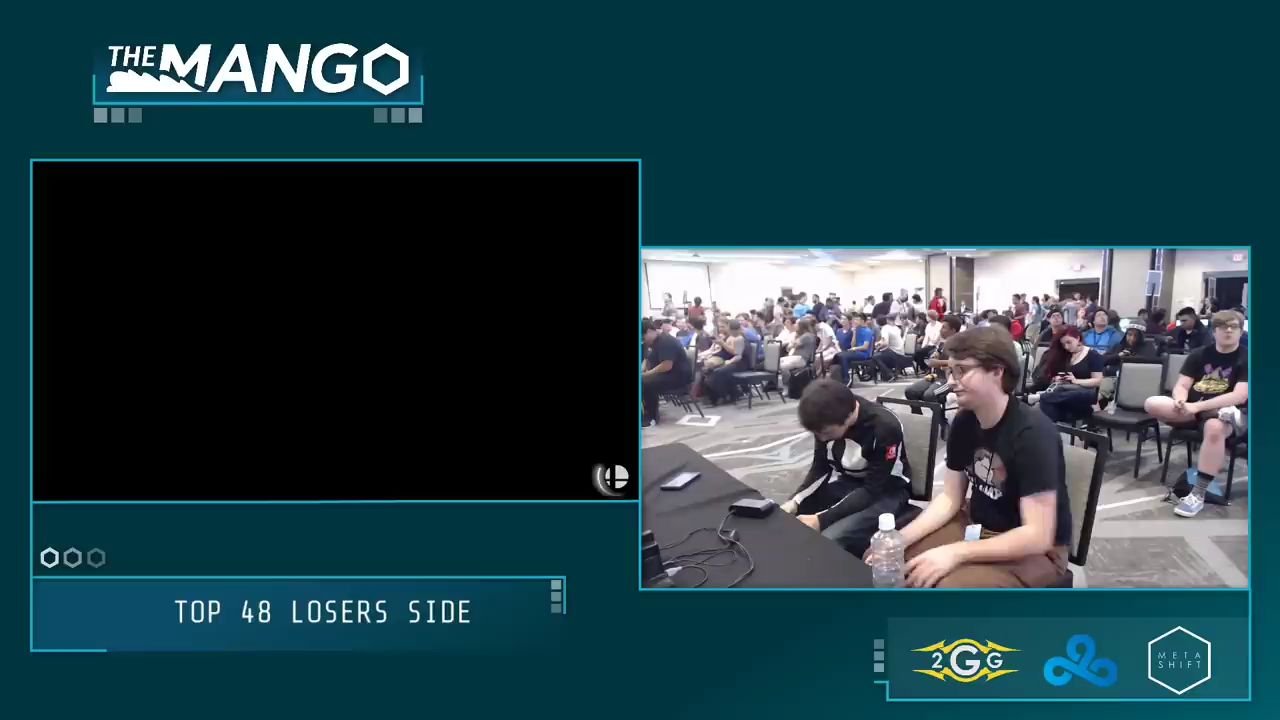 THE MANGO
TOP 48 LOSERS SIDE
2GG
META
SHIFT